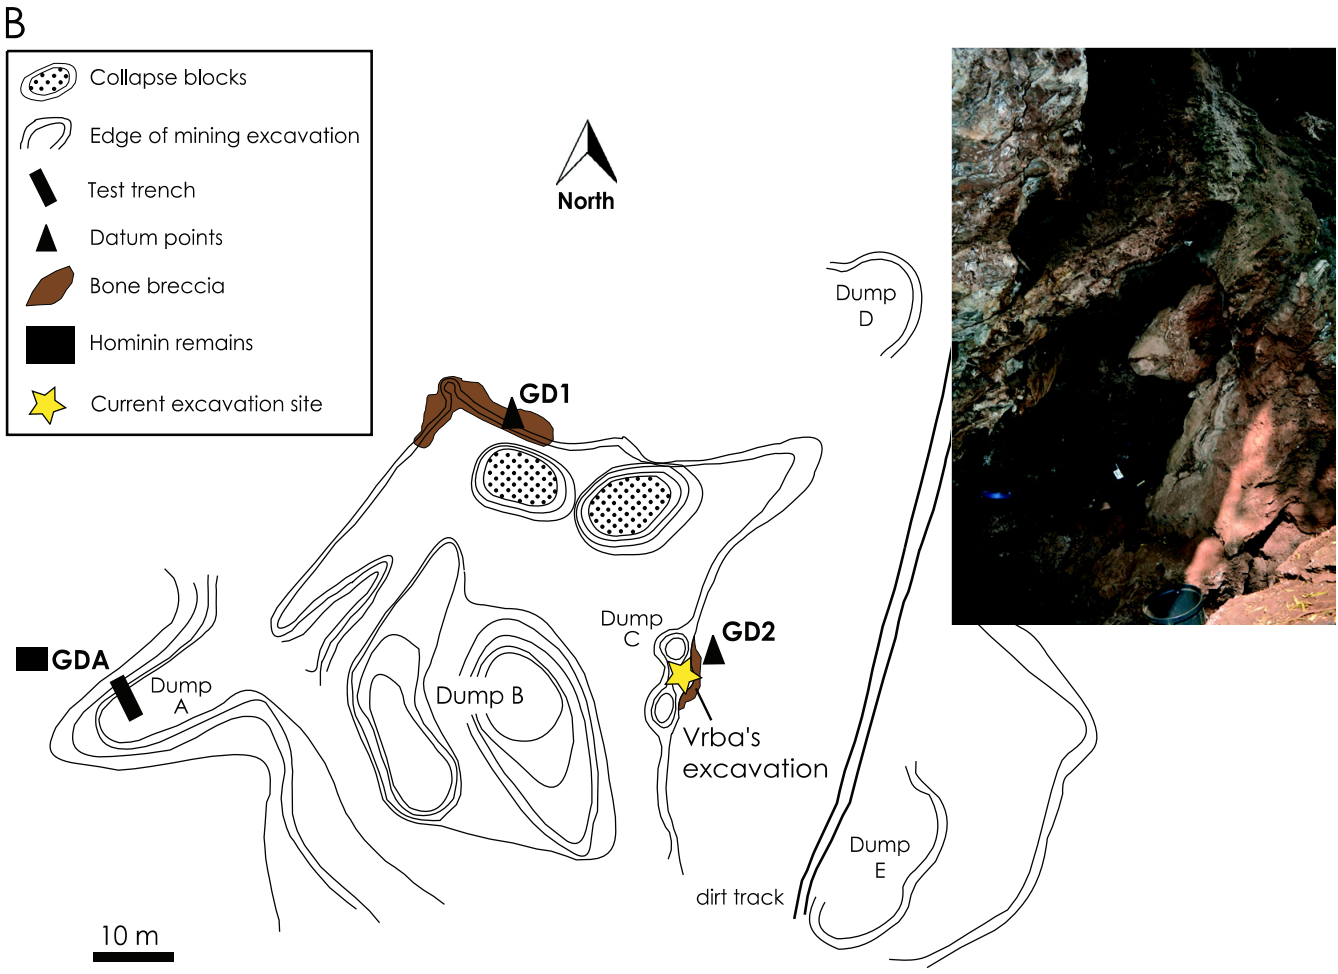 B
Collapse blocks
Edge of mining excavation
Test trench
Datum points
Bone breccia
Hominin remains
Current excavation site
North
Dump
D
GD1
Dump
C
GD2
GDA
Dump
A
Dump B
Vrba's
excavation
Dump
E
dirt track
10 m